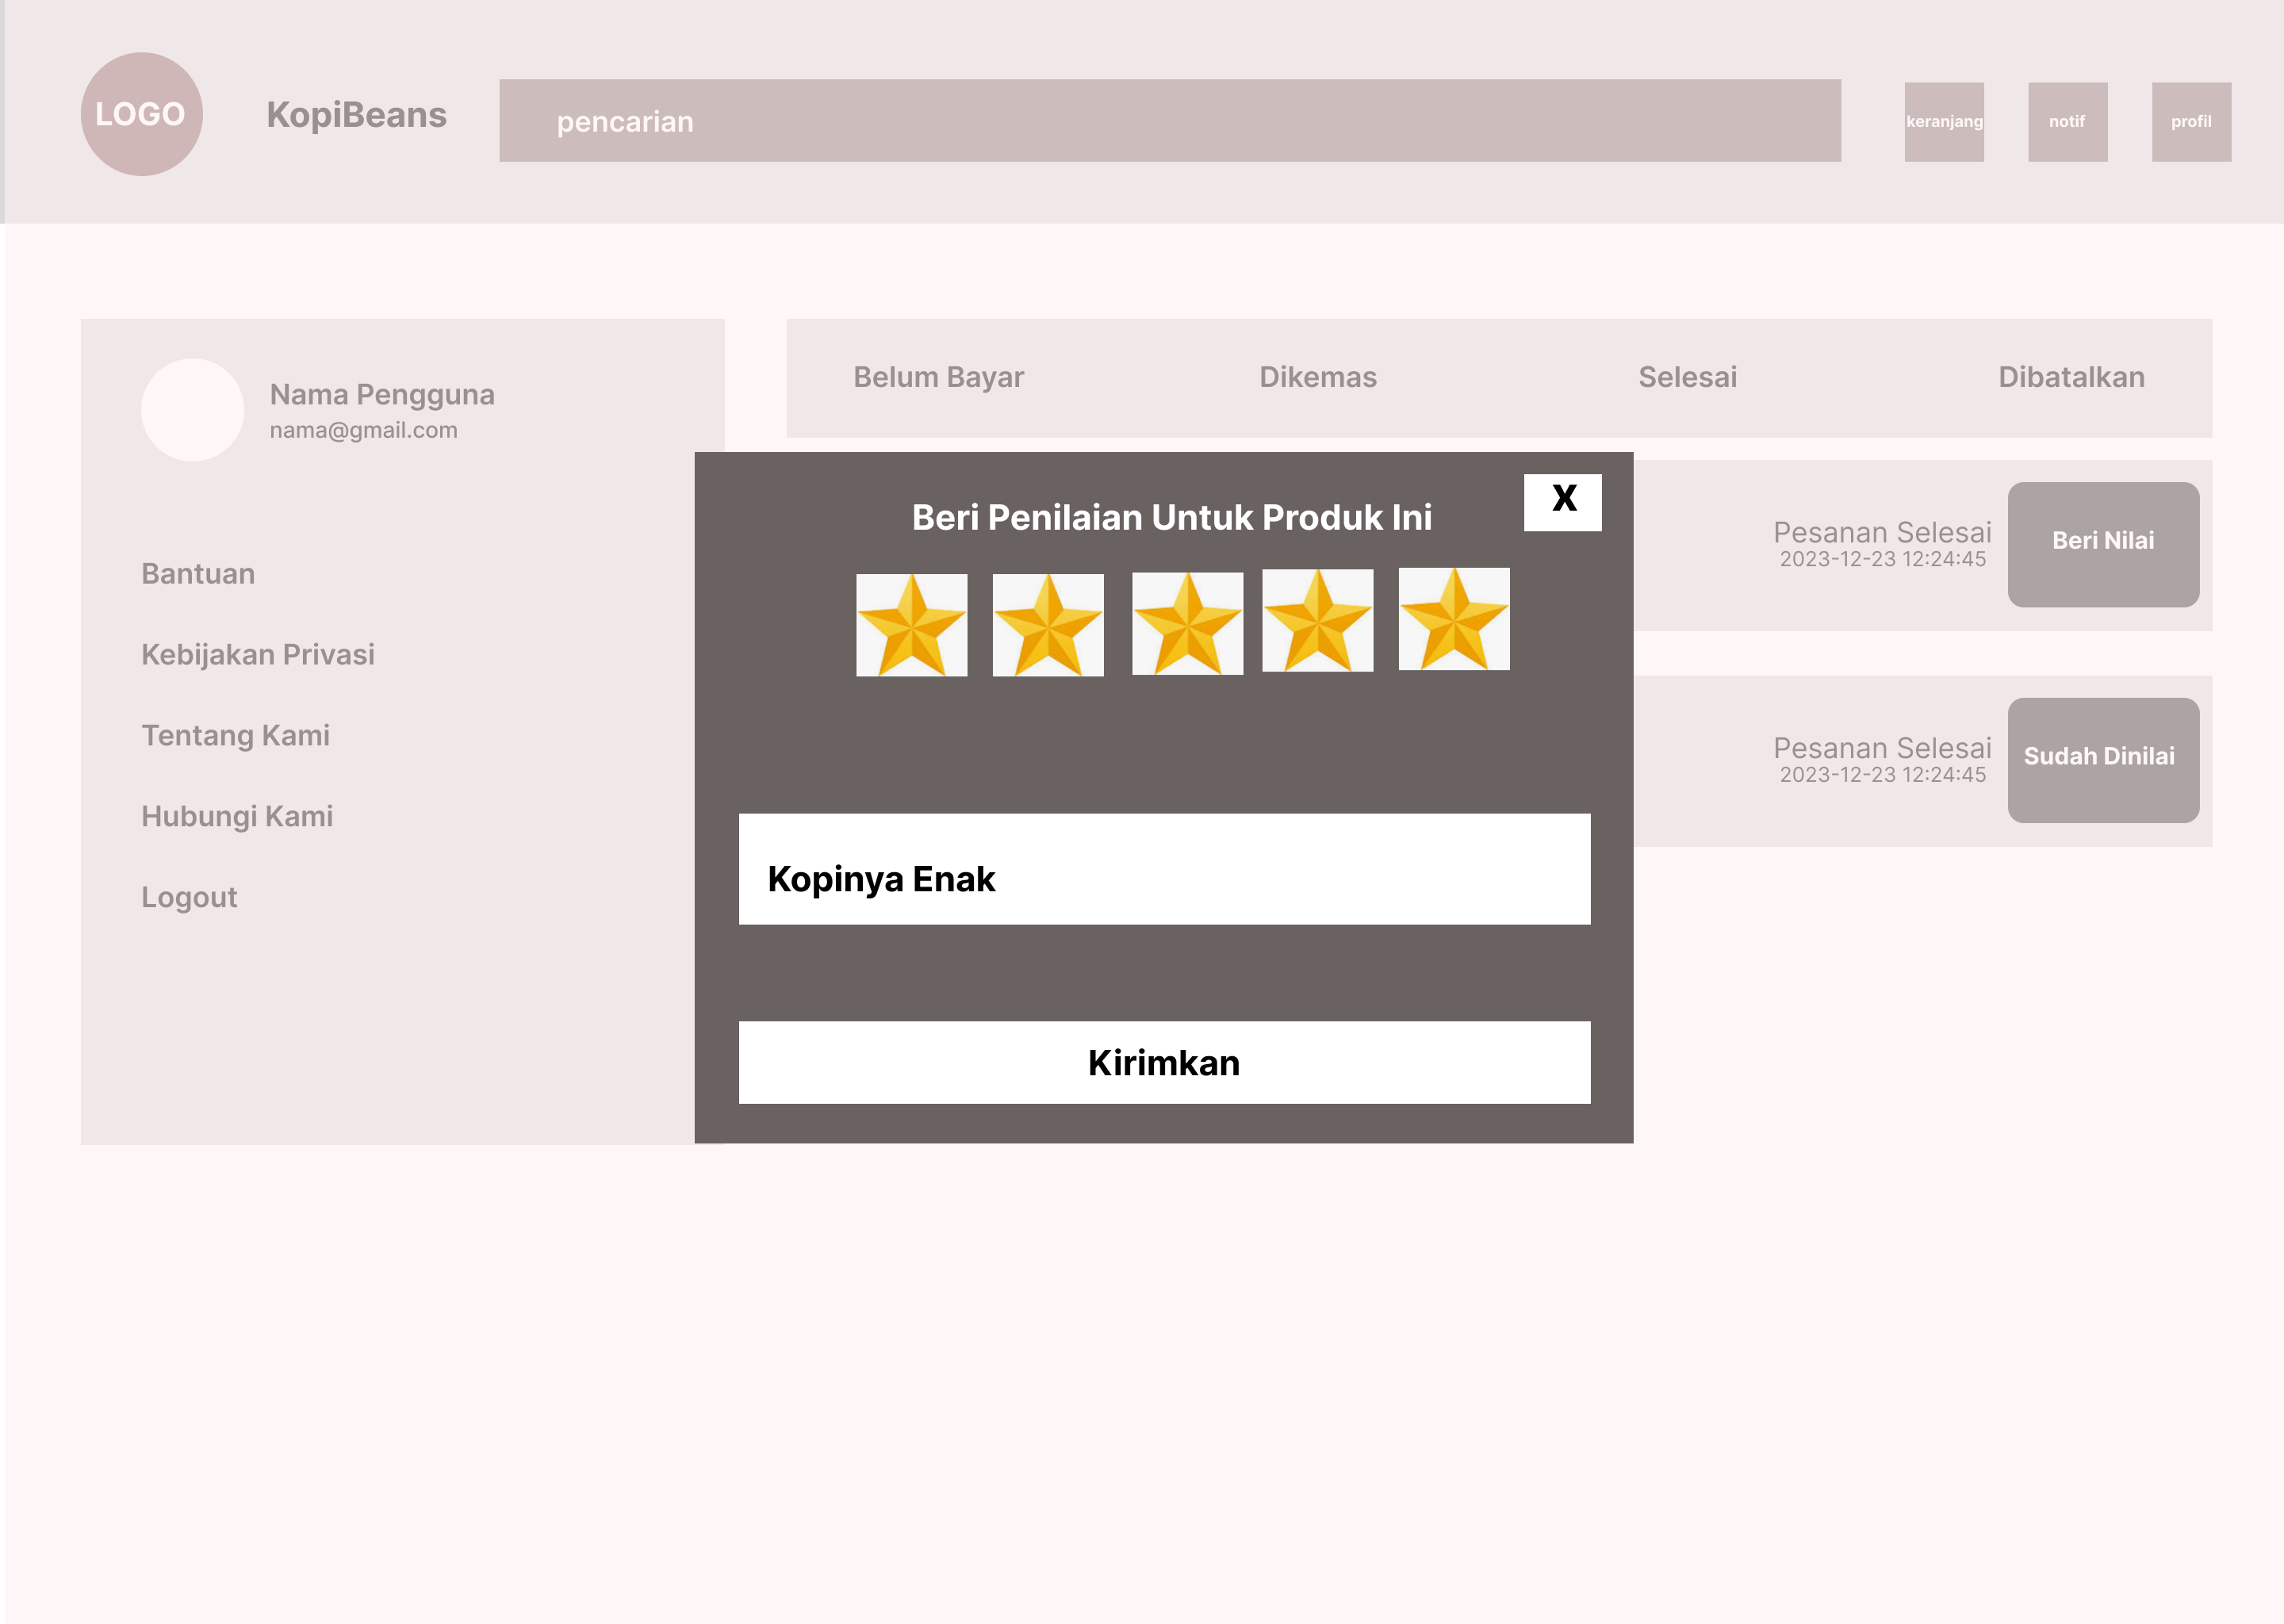 LOGO
KopiBeans
pencarian
keranjang
notif
profil
Nama Pengguna
nama@gmail.com
Bantuan
Kebijakan Privasi
Tentang Kami
Hubungi Kami
Logout
Belum Bayar
Dikemas
Selesai
Dibatalkan
Beri Penilaian Untuk Produk Ini
X
Kopinya Enak
Kirimkan
Pesanan Selesai
2023-12-23 12:24:45
Beri Nilai
Pesanan Selesai
2023-12-23 12:24:45
Sudah Dinilai